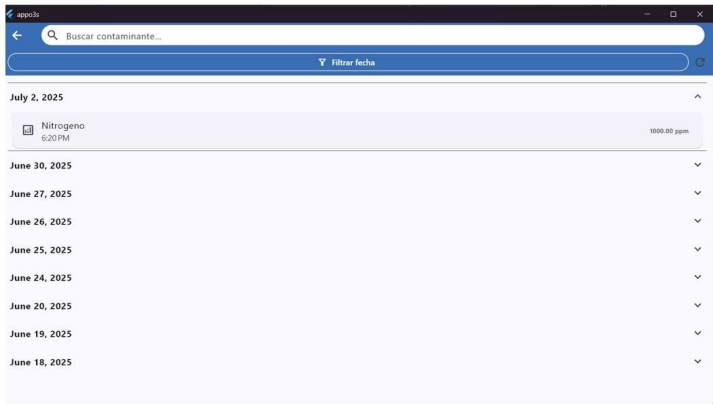 appo3s
Buscar contaminante...
Filtrar fecha
July 2, 2025
Nitrogeno
6:20 PM
1000.00 ppm
June 30, 2025
June 27, 2025
June 26, 2025
June 25, 2025
June 24, 2025
June 20, 2025
June 19, 2025
June 18, 2025